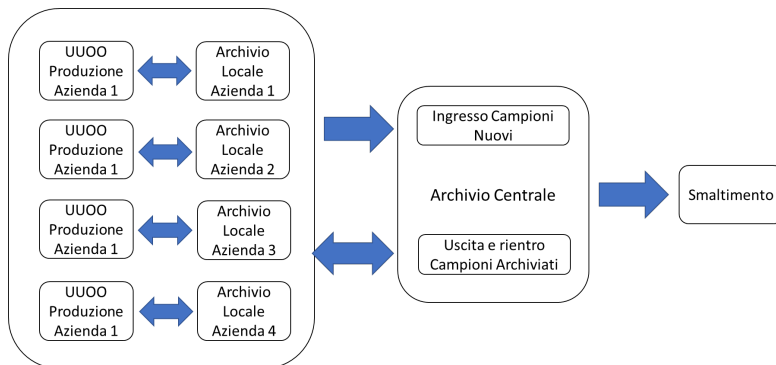 UUOO
Produzione
Azienda 1
Archivio
Locale
Azienda 1
UUOO
Produzione
Azienda 1
Archivio
Locale
Azienda 2
UUOO
Produzione
Azienda 1
Archivio
Locale
Azienda 3
UUOO
Produzione
Azienda 1
Archivio
Locale
Azienda 4
Ingresso Campioni
Nuovi
Archivio Centrale
Uscita e rientro
Campioni Archiviati
Smaltimento